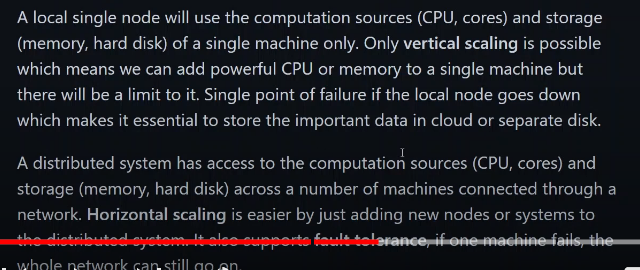 A local single node will use the computation sources (CPU, cores) and storage
(memory, hard disk) of a single machine only. Only vertical scaling is possible
which means we can add powerful CPU or memory to a single machine but
there will be a limit to it. Single point of failure if the local node goes down
which makes it essential to store the important data in cloud or separate disk.
A distributed system has access to the computation sources (CPU, cores) and
storage (memory, hard disk) across a number of machines connected through a
network. Horizontal scaling is easier by just adding new nodes or systems to
the distributed system. It also supports fault tolerance, if one machine fails, the
whole network can still go on.